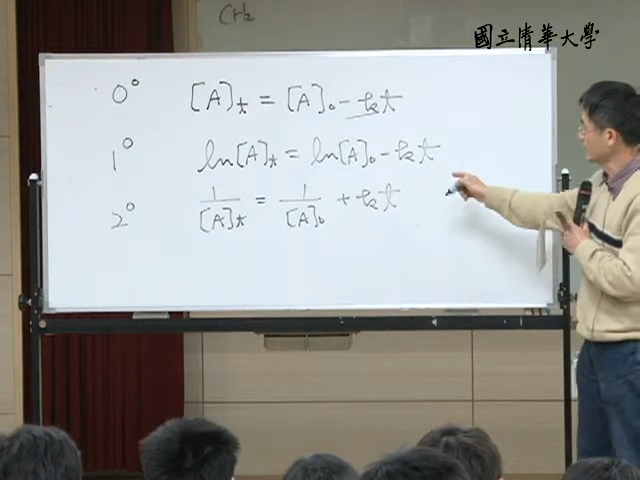 CH₂
國立清華大學
0° [A]ₜ = [A]₀ - kt
1° ln[A]ₜ = ln[A]₀ - kt
2° 1/[A]ₜ = 1/[A]₀ + kt